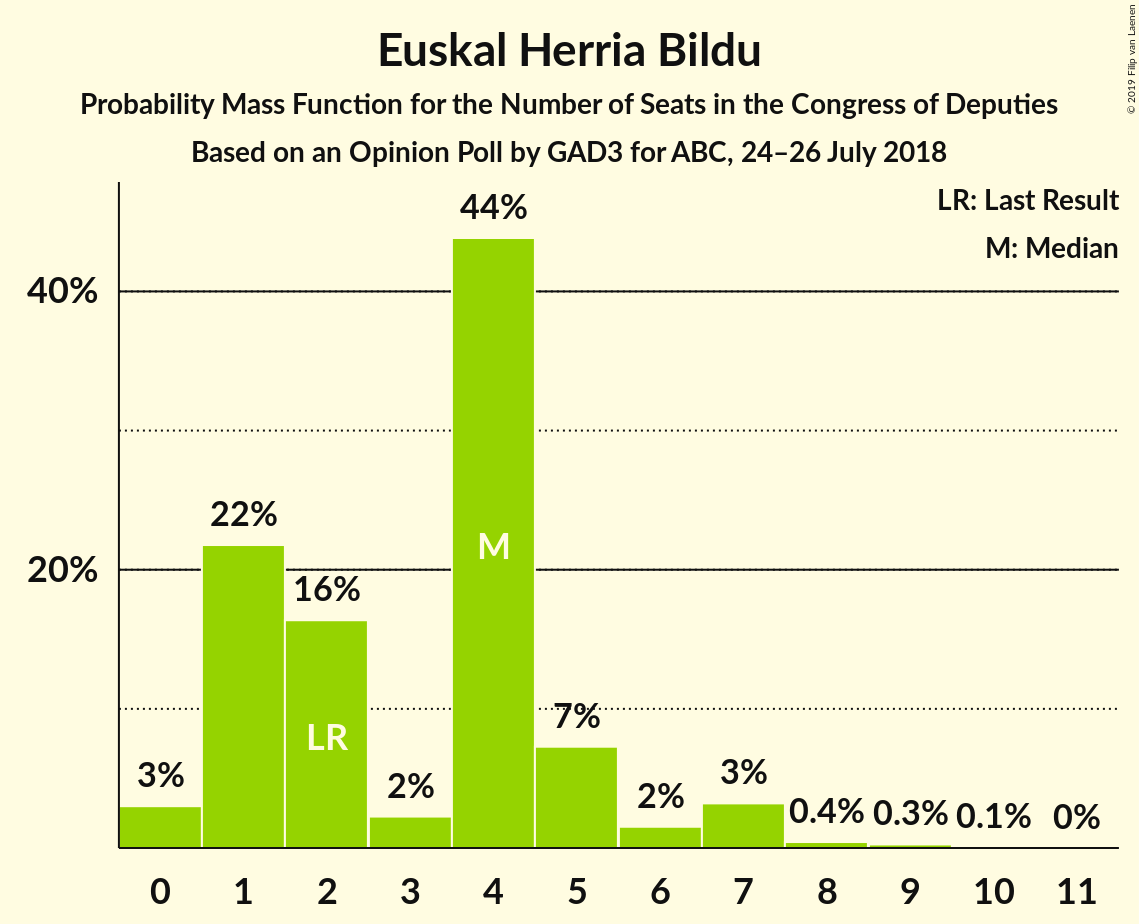 Euskal Herria Bildu
Probability Mass Function for the Number of Seats in the Congress of Deputies
Based on an Opinion Poll by GAD3 for ABC, 24–26 July 2018
© 2019 Filip van Laenen
LR: Last Result
M: Median
40%
20%
3%
22%
16%
2%
44%
7%
2%
3%
0.4%
0.3%
0.1%
0%
LR
M
0 1 2 3 4 5 6 7 8 9 10 11